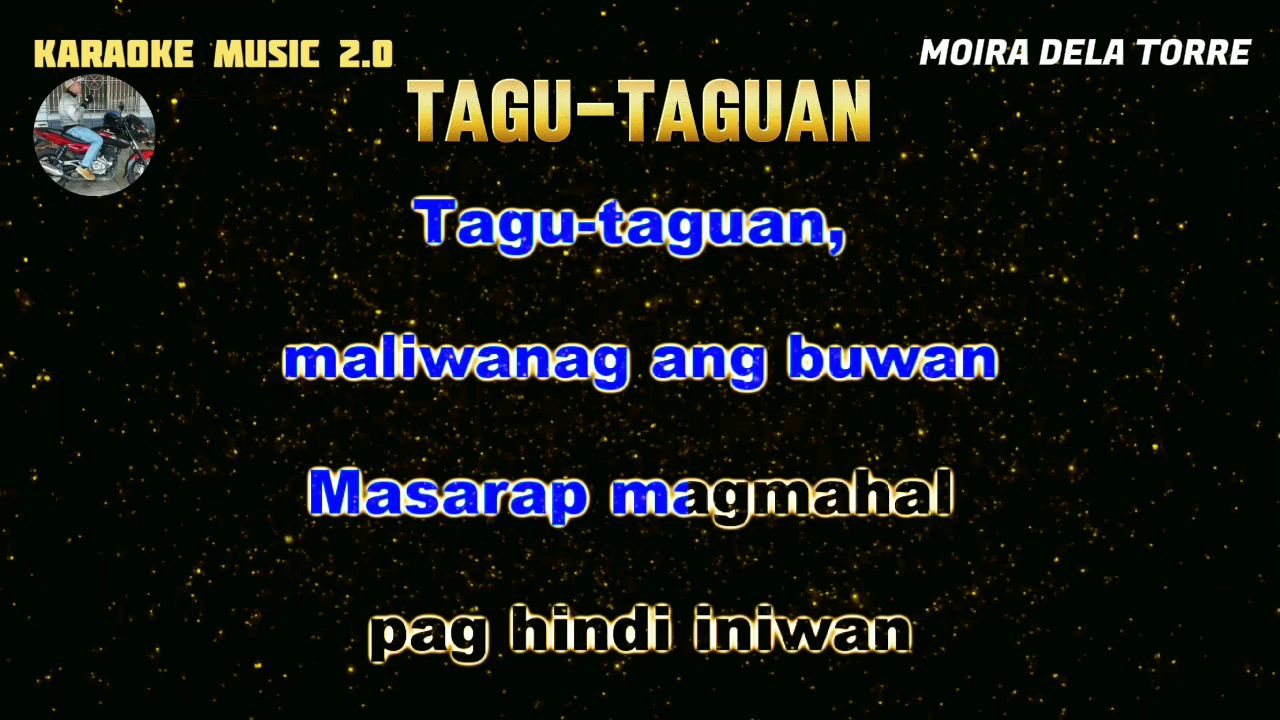 KARAOKE MUSIC 2.0
MOIRA DELA TORRE
TAGU-TAGUAN
Tagu-taguan,
maliwanag ang buwan
Masarap magmahal
pag hindi iniwan